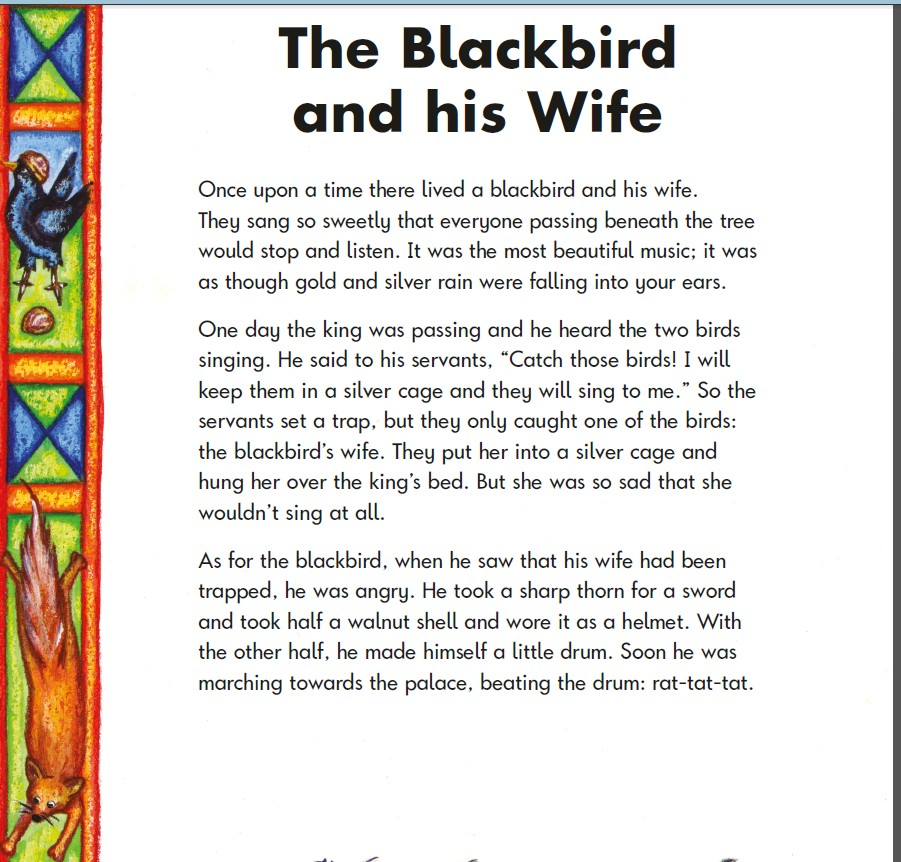 The Blackbird
and his Wife
Once upon a time there lived a blackbird and his wife.
They sang so sweetly that everyone passing beneath the tree
would stop and listen. It was the most beautiful music; it was
as though gold and silver rain were falling into your ears.
One day the king was passing and he heard the two birds
singing. He said to his servants, “Catch those birds! I will
keep them in a silver cage and they will sing to me.” So the
servants set a trap, but they only caught one of the birds:
the blackbird’s wife. They put her into a silver cage and
hung her over the king’s bed. But she was so sad that she
wouldn’t sing at all.
As for the blackbird, when he saw that his wife had been
trapped, he was angry. He took a sharp thorn for a sword
and took half a walnut shell and wore it as a helmet. With
the other half, he made himself a little drum. Soon he was
marching towards the palace, beating the drum: rat-tat-tat.